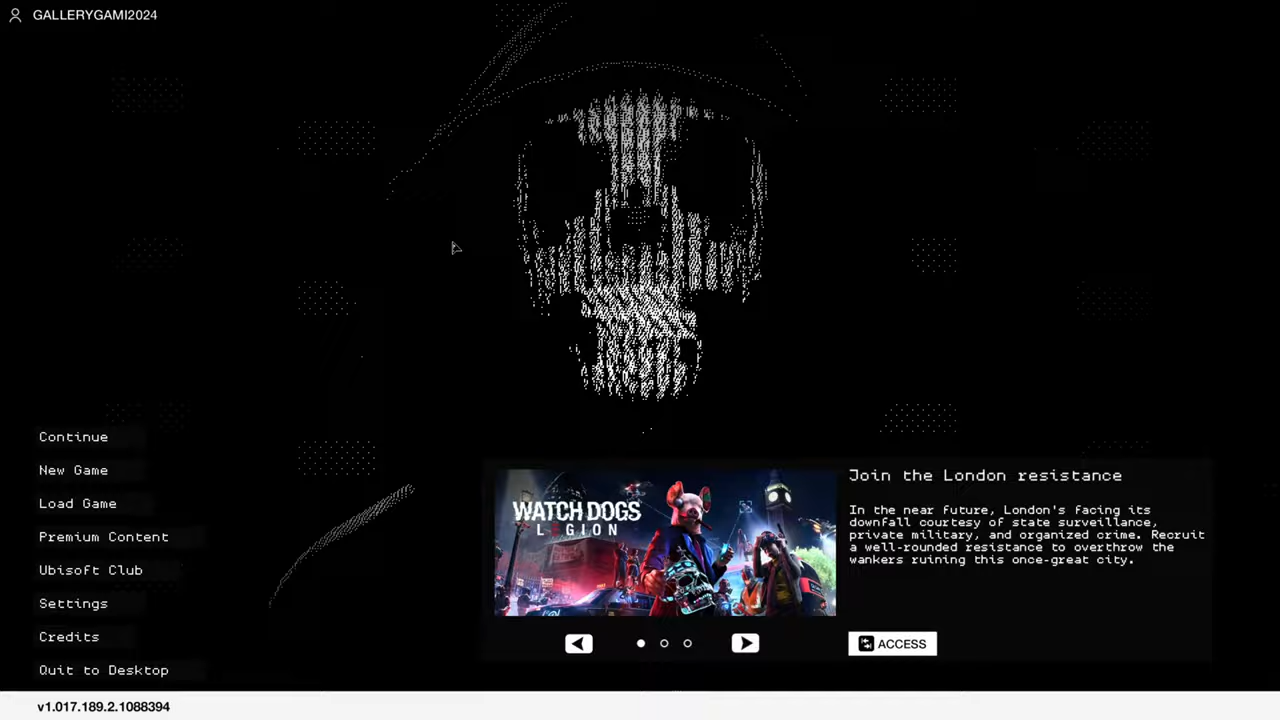 GALLERYGAMI2024
Continue
New Game
Load Game
Premium Content
Ubisoft Club
Settings
Credits
Quit to Desktop
WATCH DOGS
LEGION
Join the London resistance
In the near future, London's facing its
downfall courtesy of state surveillance,
private military, and organized crime. Recruit
a well-rounded resistance to overthrow the
wankers ruining this once-great city.
ACCESS
v1.017.189.2.1088394